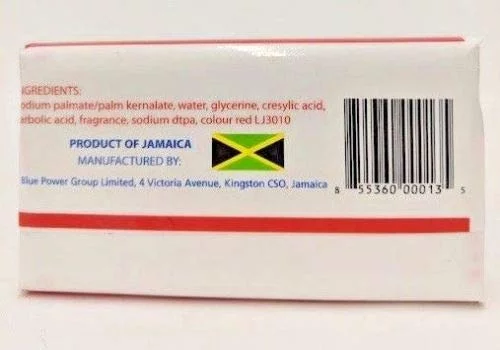 INGREDIENTS:
odium palmate/palm kernalate, water, glycerine, cresylic acid,
arbolic acid, fragrance, sodium dtpa, colour red LJ3010
PRODUCT OF JAMAICA
MANUFACTURED BY:
Blue Power Group Limited, 4 Victoria Avenue, Kingston CSO, Jamaica
8 55360 00013 5